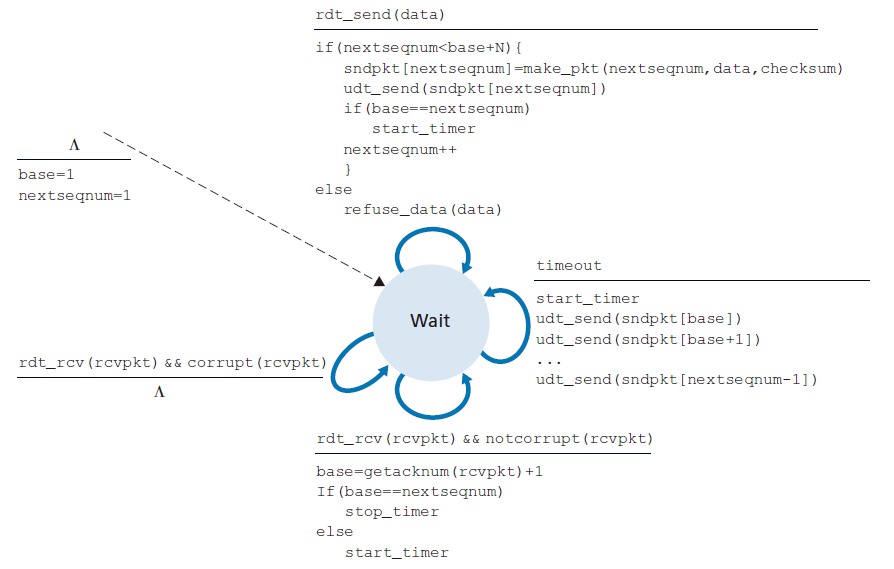 rdt_send(data)
if(nextseqnum<base+N){
sndpkt[nextseqnum]=make_pkt(nextseqnum,data,checksum)
udt_send(sndpkt[nextseqnum])
if(base==nextseqnum)
start_timer
nextseqnum++
}
else
refuse_data(data)
Λ
base=1
nextseqnum=1
timeout
start_timer
udt_send(sndpkt[base])
udt_send(sndpkt[base+1])
...
udt_send(sndpkt[nextseqnum-1])
Wait
rdt_rcv(rcvpkt) && corrupt(rcvpkt)
Λ
rdt_rcv(rcvpkt) && notcorrupt(rcvpkt)
base=getacknum(rcvpkt)+1
If(base==nextseqnum)
stop_timer
else
start_timer